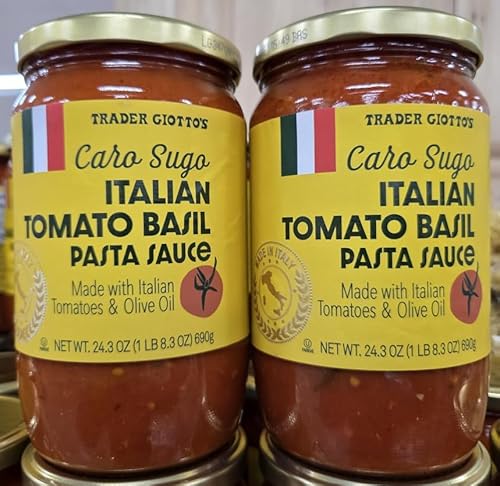 TRADER GIOTTO'S
Caro Sugo
ITALIAN
TOMATO BASIL
PASTA SAUCE
Made with Italian
Tomatoes & Olive Oil
NET WT. 24.3 OZ (1 LB 8.3 OZ) 690g
TRADER GIOTTO'S
Caro Sugo
ITALIAN
TOMATO BASIL
PASTA SAUCE
MADE IN ITALY
Made with Italian
Tomatoes & Olive Oil
NET WT. 24.3 OZ (1 LB 8.3 OZ) 690g